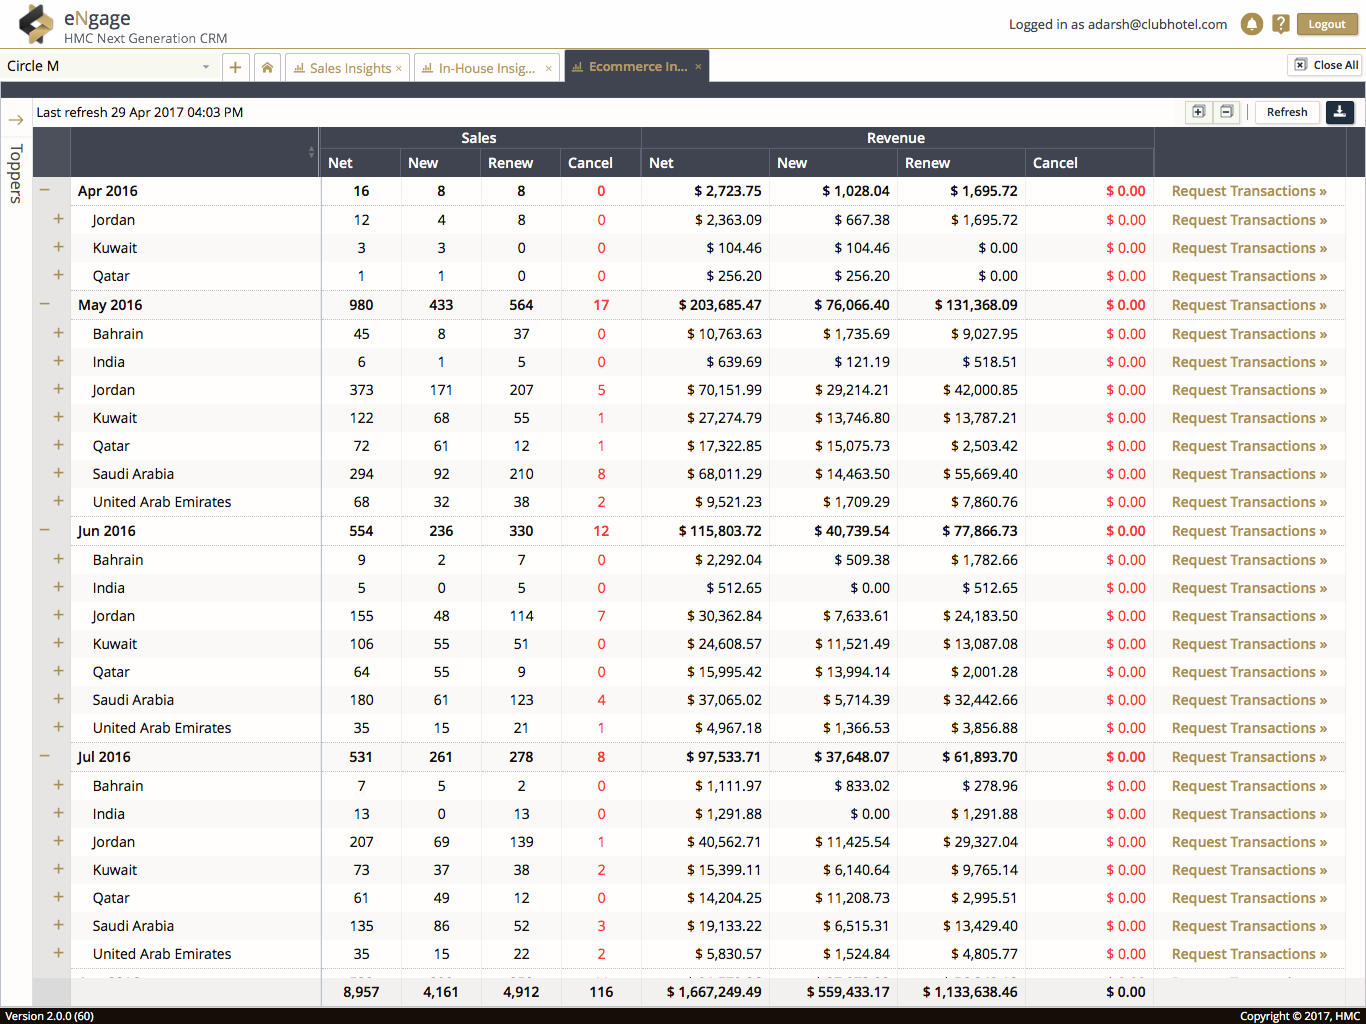 eNgage
HMC Next Generation CRM
Logged in as adarsh@clubhotel.com ? Logout
Circle M + Sales Insights × In-House Insig... × Ecommerce In... × Close All
Last refresh 29 Apr 2017 04:03 PM Refresh
Toppers
Sales Revenue
Net New Renew Cancel Net New Renew Cancel
− Apr 2016 16 8 8 0 $ 2,723.75 $ 1,028.04 $ 1,695.72 $ 0.00 Request Transactions »
+ Jordan 12 4 8 0 $ 2,363.09 $ 667.38 $ 1,695.72 $ 0.00 Request Transactions »
+ Kuwait 3 3 0 0 $ 104.46 $ 104.46 $ 0.00 $ 0.00 Request Transactions »
+ Qatar 1 1 0 0 $ 256.20 $ 256.20 $ 0.00 $ 0.00 Request Transactions »
− May 2016 980 433 564 17 $ 203,685.47 $ 76,066.40 $ 131,368.09 $ 0.00 Request Transactions »
+ Bahrain 45 8 37 0 $ 10,763.63 $ 1,735.69 $ 9,027.95 $ 0.00 Request Transactions »
+ India 6 1 5 0 $ 639.69 $ 121.19 $ 518.51 $ 0.00 Request Transactions »
+ Jordan 373 171 207 5 $ 70,151.99 $ 29,214.21 $ 42,000.85 $ 0.00 Request Transactions »
+ Kuwait 122 68 55 1 $ 27,274.79 $ 13,746.80 $ 13,787.21 $ 0.00 Request Transactions »
+ Qatar 72 61 12 1 $ 17,322.85 $ 15,075.73 $ 2,503.42 $ 0.00 Request Transactions »
+ Saudi Arabia 294 92 210 8 $ 68,011.29 $ 14,463.50 $ 55,669.40 $ 0.00 Request Transactions »
+ United Arab Emirates 68 32 38 2 $ 9,521.23 $ 1,709.29 $ 7,860.76 $ 0.00 Request Transactions »
− Jun 2016 554 236 330 12 $ 115,803.72 $ 40,739.54 $ 77,866.73 $ 0.00 Request Transactions »
+ Bahrain 9 2 7 0 $ 2,292.04 $ 509.38 $ 1,782.66 $ 0.00 Request Transactions »
+ India 5 0 5 0 $ 512.65 $ 0.00 $ 512.65 $ 0.00 Request Transactions »
+ Jordan 155 48 114 7 $ 30,362.84 $ 7,633.61 $ 24,183.50 $ 0.00 Request Transactions »
+ Kuwait 106 55 51 0 $ 24,608.57 $ 11,521.49 $ 13,087.08 $ 0.00 Request Transactions »
+ Qatar 64 55 9 0 $ 15,995.42 $ 13,994.14 $ 2,001.28 $ 0.00 Request Transactions »
+ Saudi Arabia 180 61 123 4 $ 37,065.02 $ 5,714.39 $ 32,442.66 $ 0.00 Request Transactions »
+ United Arab Emirates 35 15 21 1 $ 4,967.18 $ 1,366.53 $ 3,856.88 $ 0.00 Request Transactions »
− Jul 2016 531 261 278 8 $ 97,533.71 $ 37,648.07 $ 61,893.70 $ 0.00 Request Transactions »
+ Bahrain 7 5 2 0 $ 1,111.97 $ 833.02 $ 278.96 $ 0.00 Request Transactions »
+ India 13 0 13 0 $ 1,291.88 $ 0.00 $ 1,291.88 $ 0.00 Request Transactions »
+ Jordan 207 69 139 1 $ 40,562.71 $ 11,425.54 $ 29,327.04 $ 0.00 Request Transactions »
+ Kuwait 73 37 38 2 $ 15,399.11 $ 6,140.64 $ 9,765.14 $ 0.00 Request Transactions »
+ Qatar 61 49 12 0 $ 14,204.25 $ 11,208.73 $ 2,995.51 $ 0.00 Request Transactions »
+ Saudi Arabia 135 86 52 3 $ 19,133.22 $ 6,515.31 $ 13,429.40 $ 0.00 Request Transactions »
+ United Arab Emirates 35 15 22 2 $ 5,830.57 $ 1,524.84 $ 4,805.77 $ 0.00 Request Transactions »
8,957 4,161 4,912 116 $ 1,667,249.49 $ 559,433.17 $ 1,133,638.46 $ 0.00
Version 2.0.0 (60) Copyright © 2017, HMC